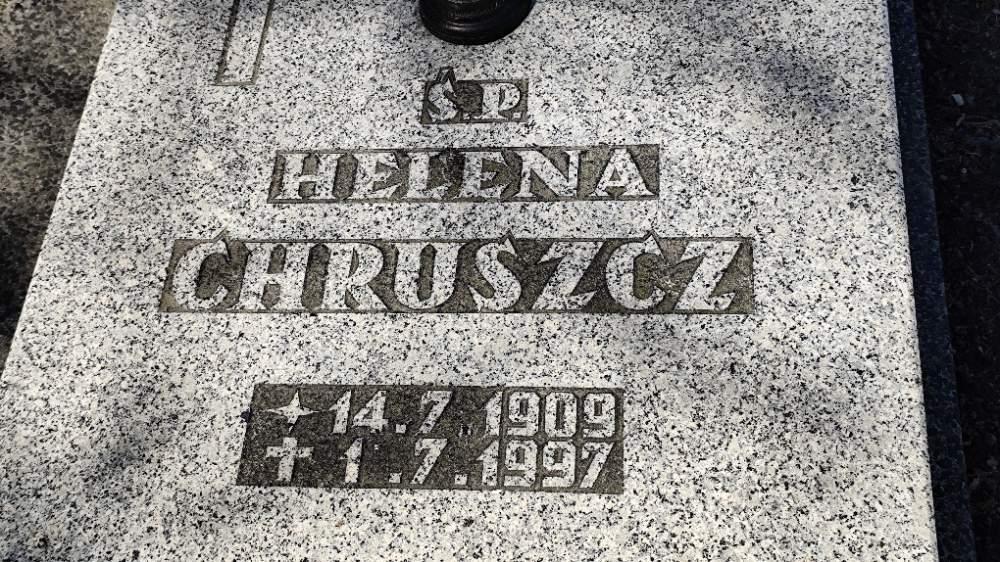 Ś.P.
HELENA
CHRUSZCZ
14.7.1909
1.7.1997